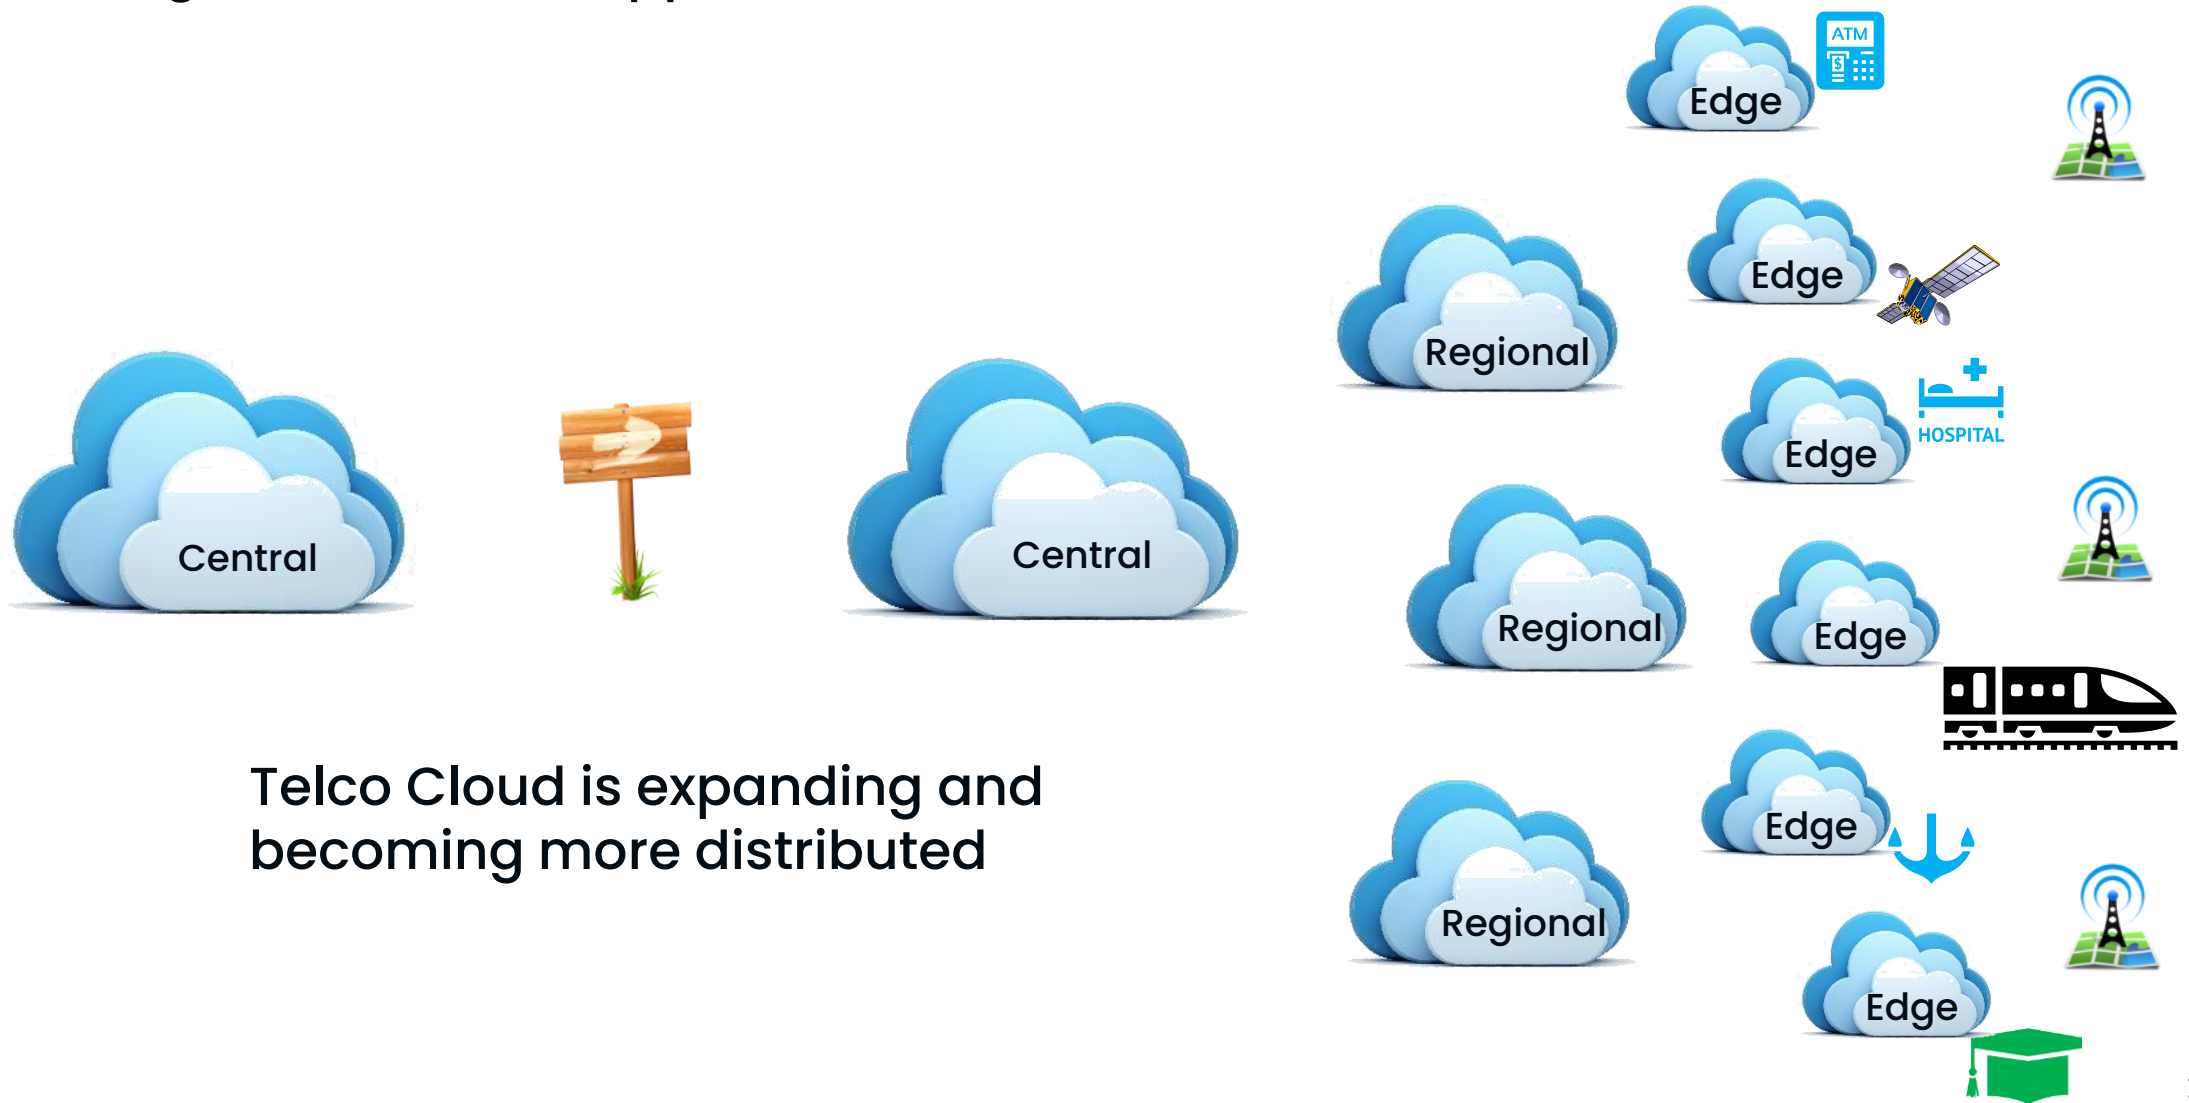 ATM
$
Edge
Edge
Regional
Edge
HOSPITAL
Central
Central
Regional
Edge
Telco Cloud is expanding and
becoming more distributed
Edge
Regional
Edge